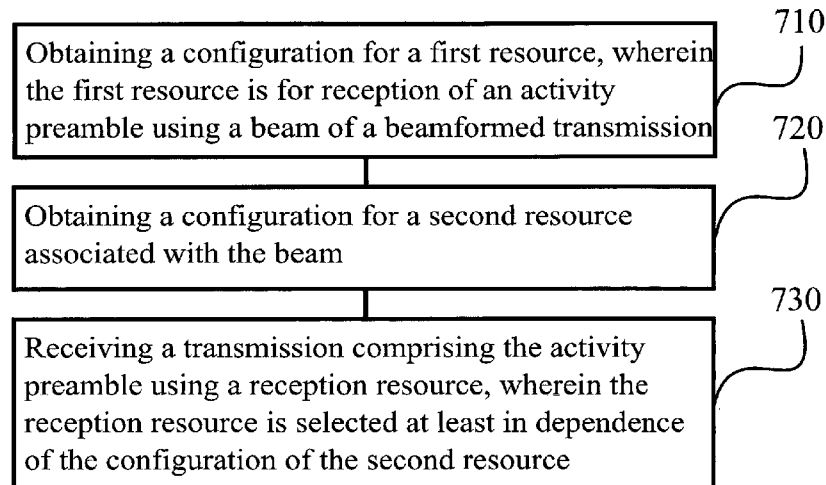 710
Obtaining a configuration for a first resource, wherein
the first resource is for reception of an activity
preamble using a beam of a beamformed transmission
720
Obtaining a configuration for a second resource
associated with the beam
730
Receiving a transmission comprising the activity
preamble using a reception resource, wherein the
reception resource is selected at least in dependence
of the configuration of the second resource